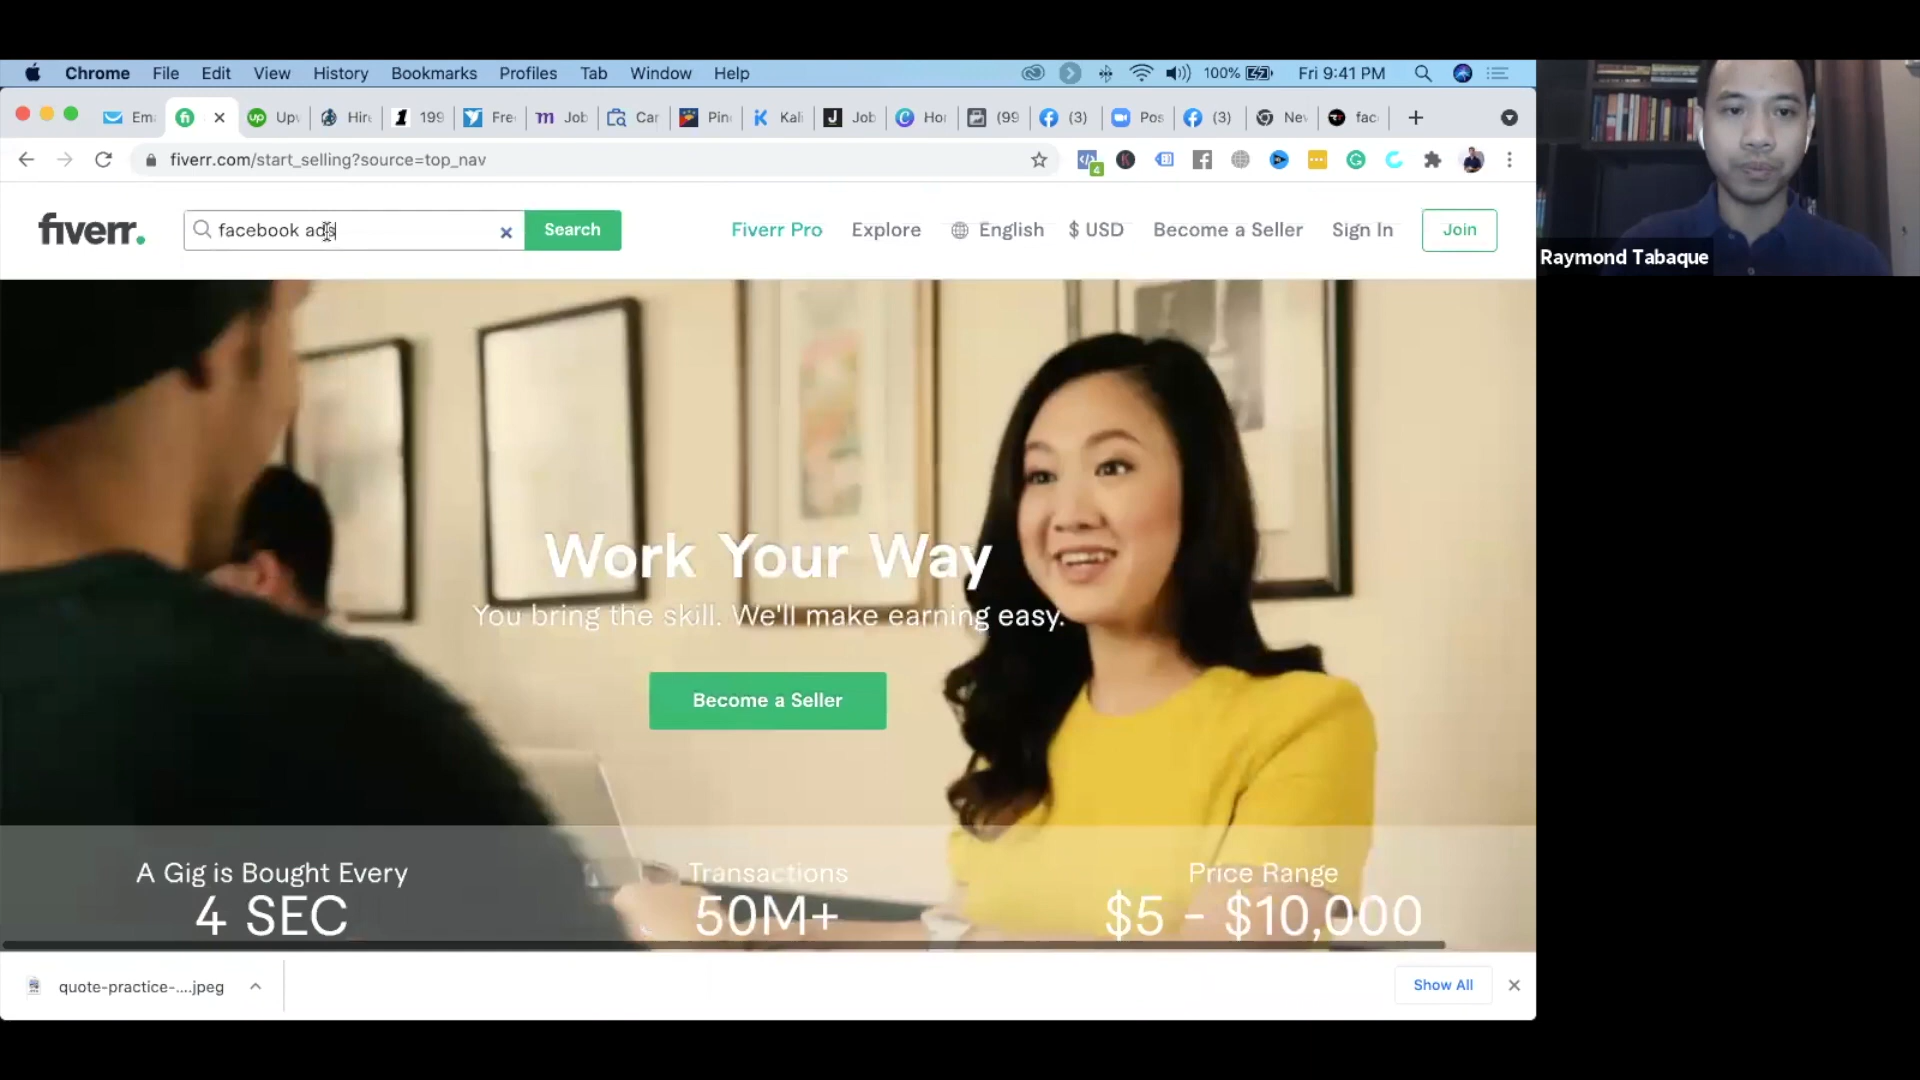 Chrome File Edit View History Bookmarks Profiles Tab Window Help 100% Fri 9:41 PM
Em Up Hir 199 Fre Job Car Pin Kali Job Hor (99 (3) Pos (3) Nev fac
fiverr.com/start_selling?source=top_nav
4
fiverr. facebook ads Search Fiverr Pro Explore English $ USD Become a Seller Sign In Join
Raymond Tabaque
Work Your Way
You bring the skill. We'll make earning easy.
Become a Seller
A Gig is Bought Every Transactions Price Range
4 SEC 50M+ $5 - $10,000
quote-practice-....jpeg Show All